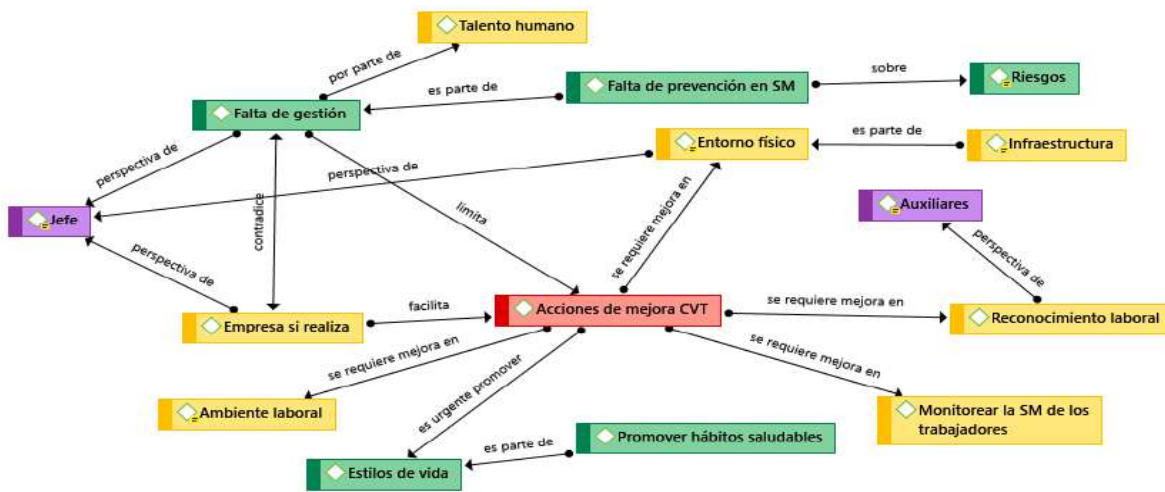 Talento humano
por parte de
Falta de prevención en SM
sobre
Riesgos
es parte de
Falta de gestión
Entorno físico
es parte de
Infraestructura
perspectiva de
perspectiva de
Auxiliares
Jefe
contradice
limita
se requiere mejora en
perspectiva de
perspectiva de
Acciones de mejora CVT
facilita
se requiere mejora en
Empresa si realiza
Reconocimiento laboral
se requiere mejora en
se requiere mejora en
es urgente promover
Ambiente laboral
Monitorear la SM de los
trabajadores
Promover hábitos saludables
es parte de
Estilos de vida